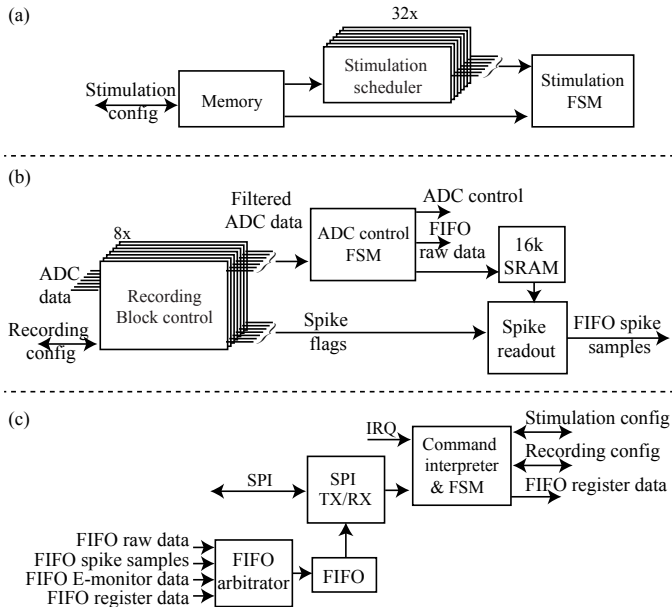 (a)
32x
Stimulation
scheduler
Stimulation
config
Memory
Stimulation
FSM
(b)
8x
Filtered
ADC data
ADC control
FSM
ADC control
FIFO
raw data
16k
SRAM
ADC
data
Recording
Block control
Recording
config
Spike
flags
Spike
readout
FIFO spike
samples
(c)
IRQ
Command
interpreter
& FSM
Stimulation config
Recording config
FIFO register data
SPI
SPI
TX/RX
FIFO raw data
FIFO spike samples
FIFO E-monitor data
FIFO register data
FIFO
arbitrator
FIFO